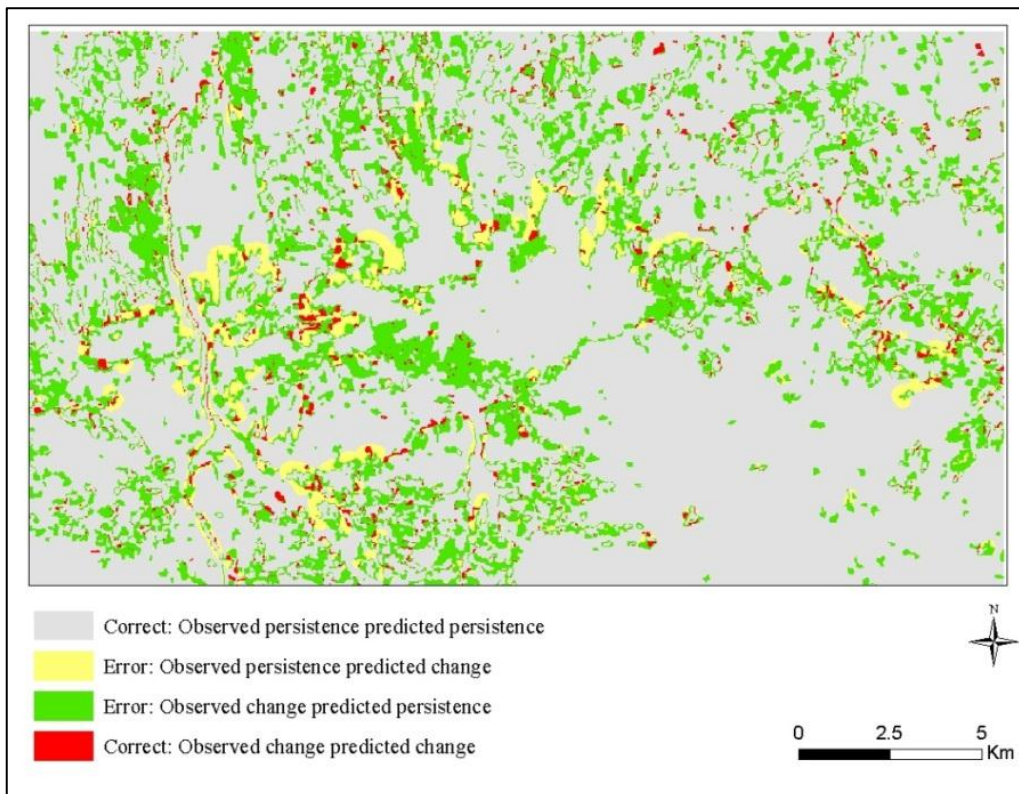 Correct: Observed persistence predicted persistence
Error: Observed persistence predicted change
Error: Observed change predicted persistence
Correct: Observed change predicted change
N
0 2.5 5
Km